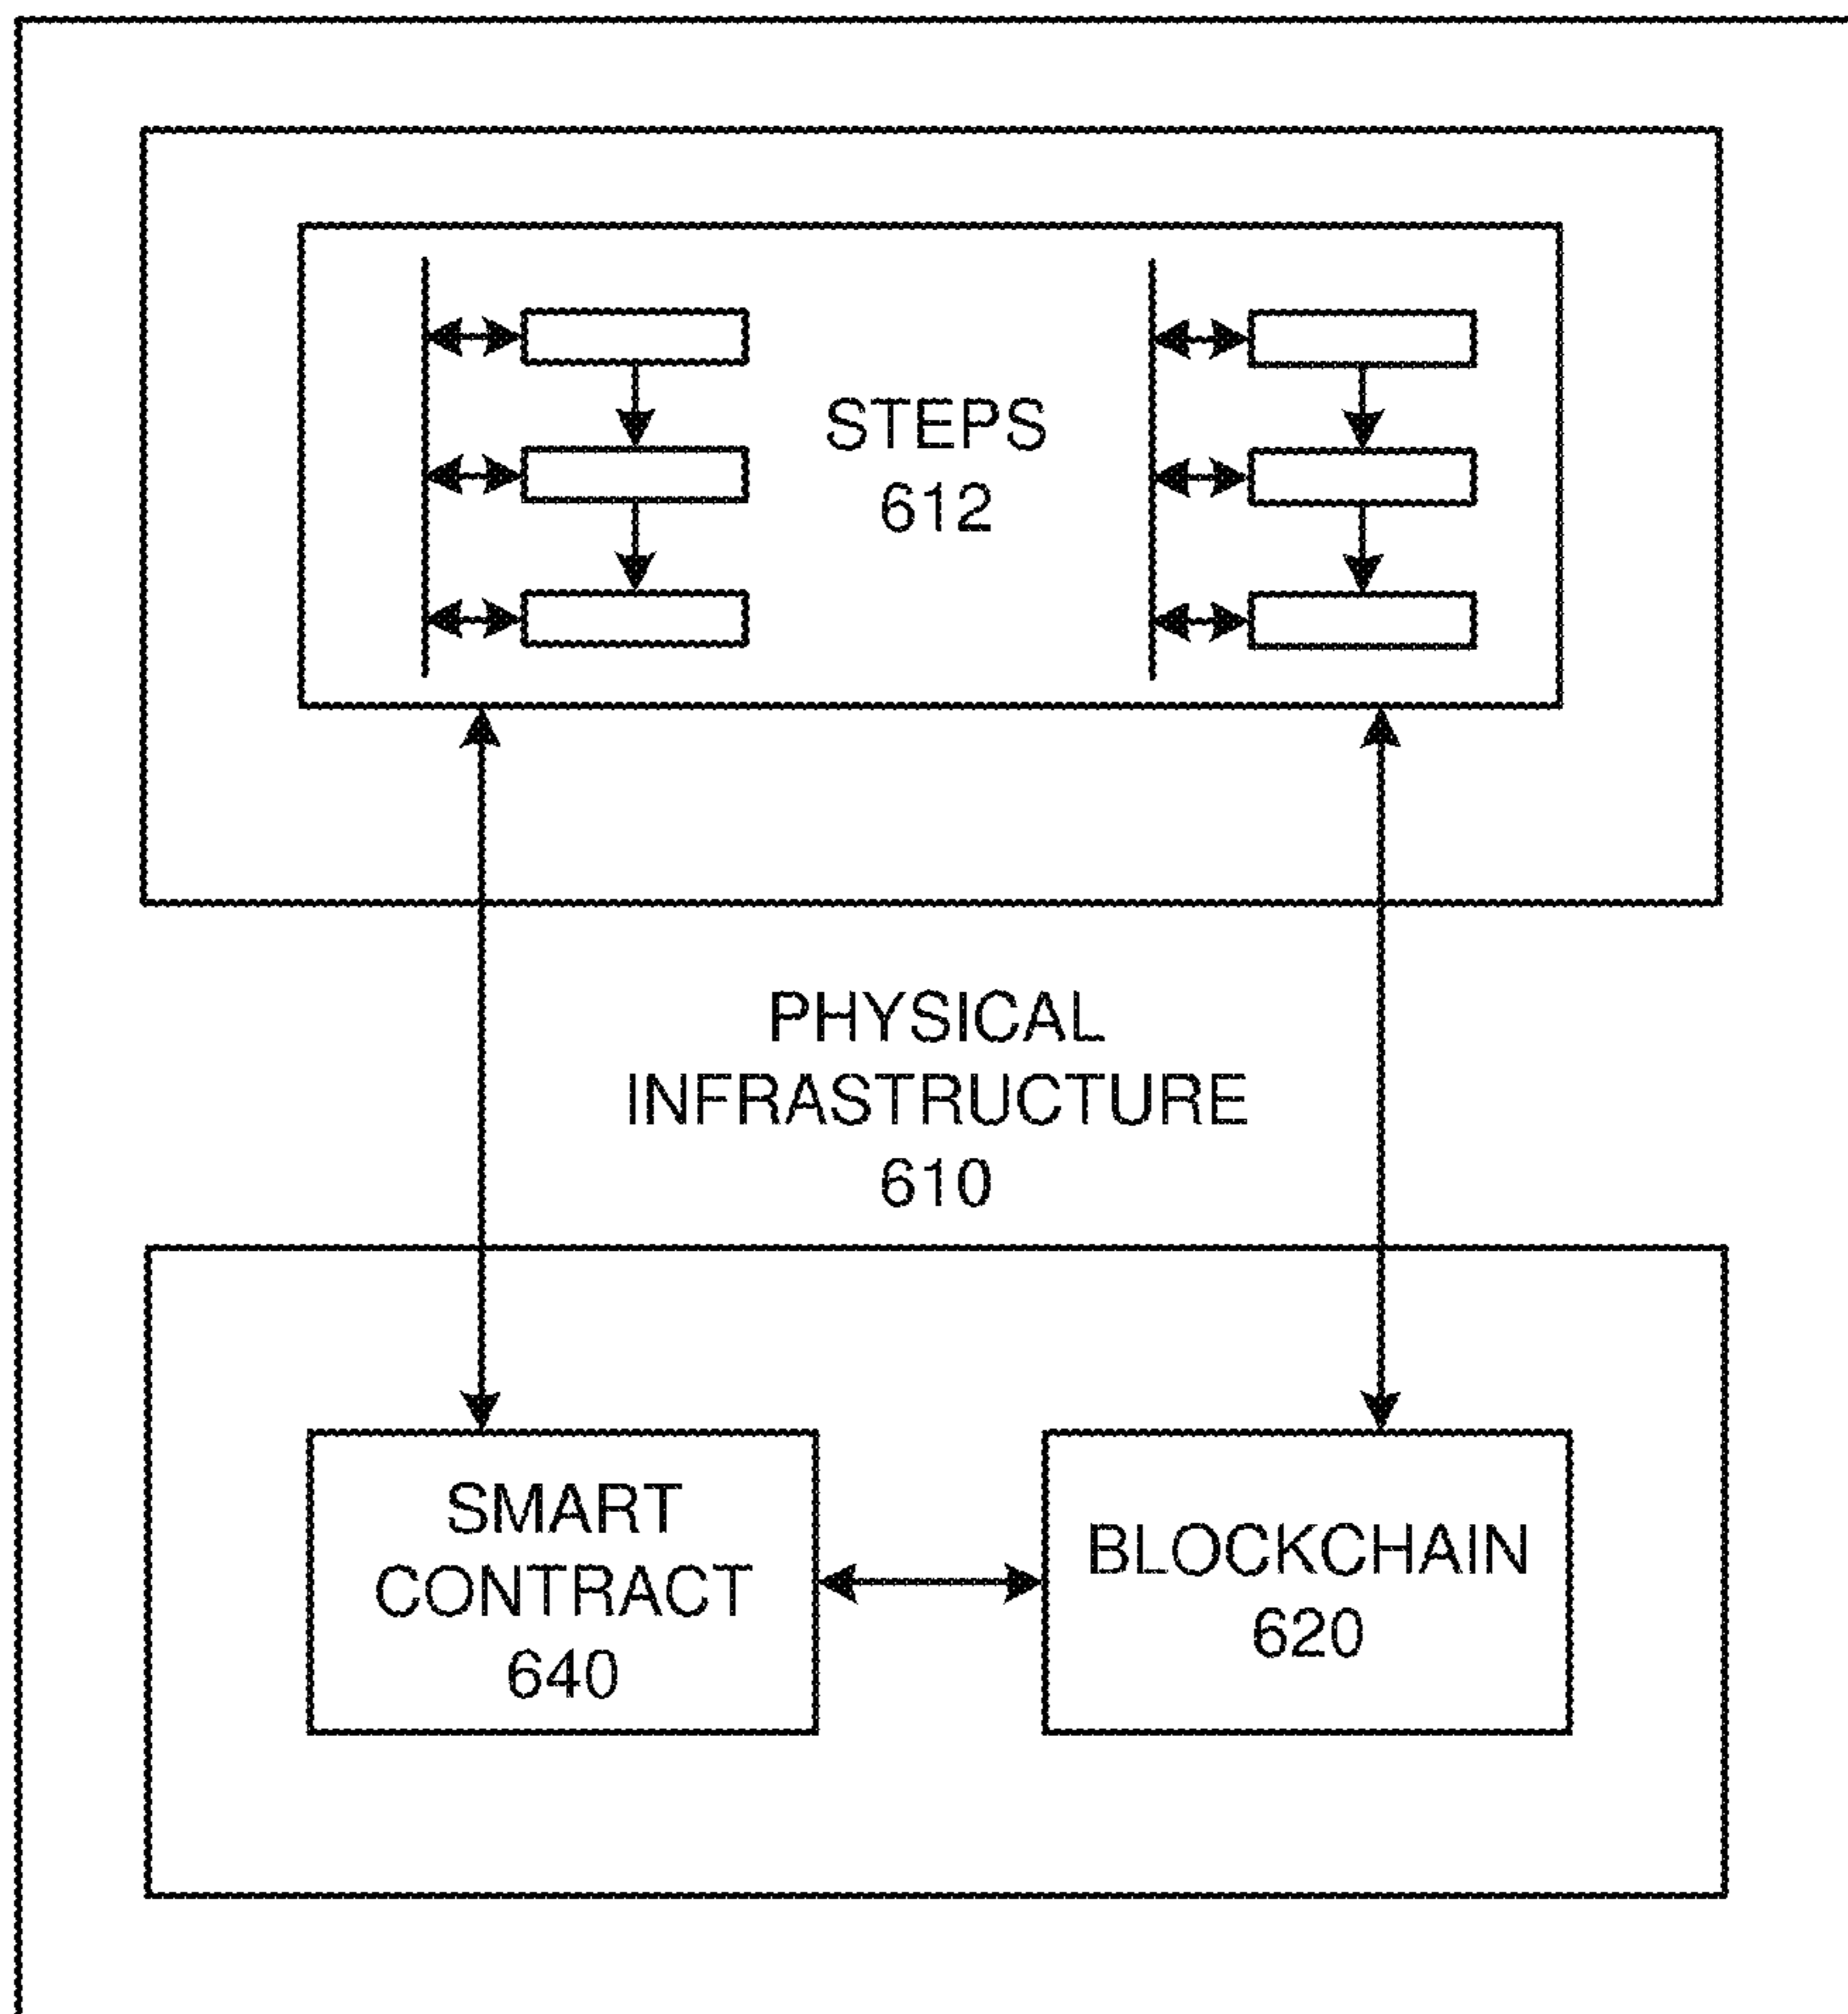 STEPS
612
PHYSICAL
INFRASTRUCTURE
610
SMART
CONTRACT
640
BLOCKCHAIN
620